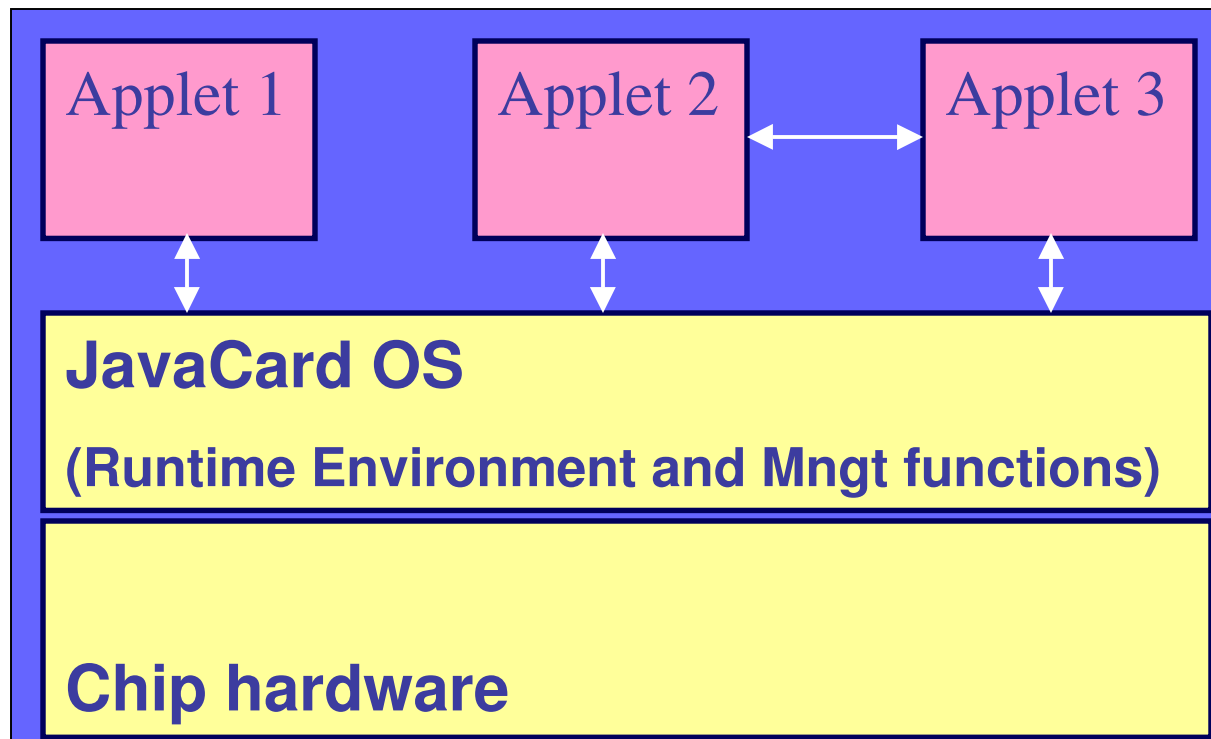 Applet 1
Applet 2
Applet 3
JavaCard OS
(Runtime Environment and Mngt functions)
Chip hardware